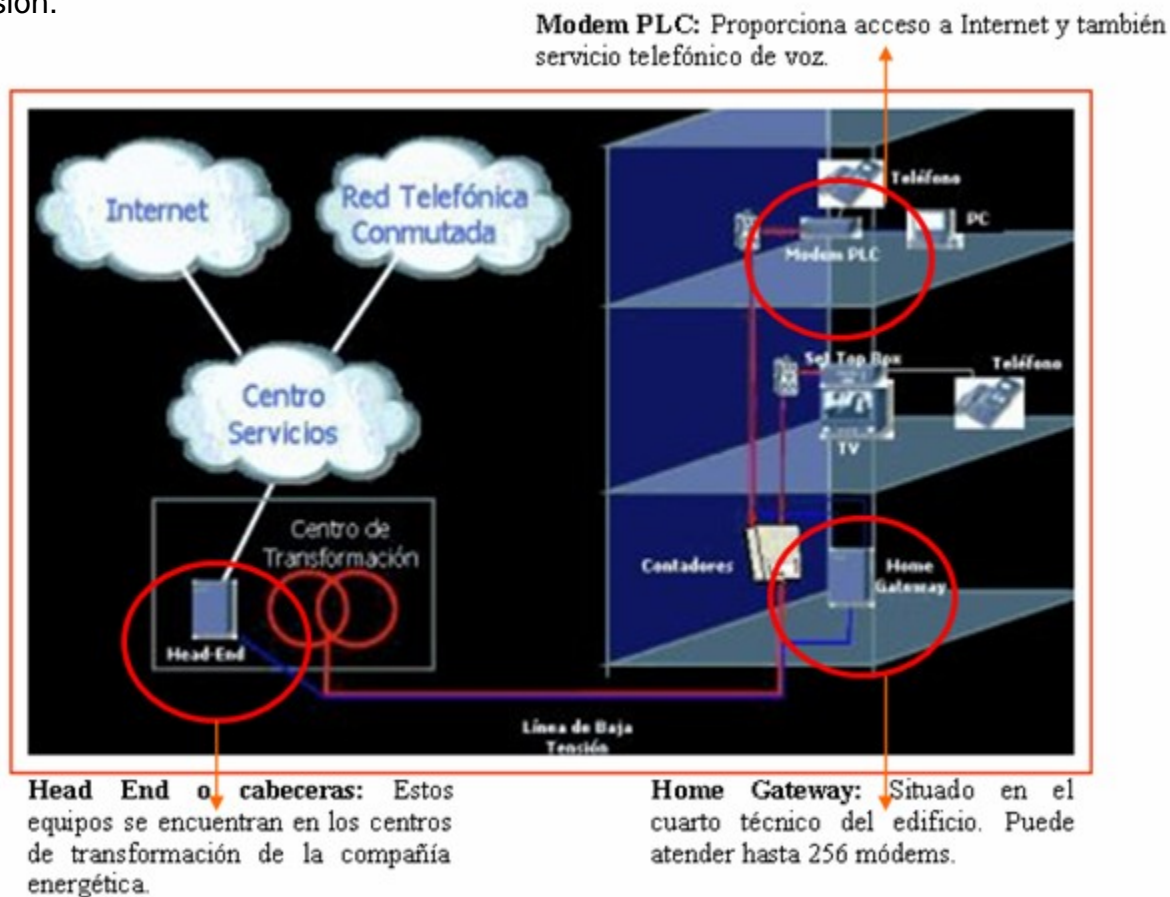 sión.
Modem PLC: Proporciona acceso a Internet y también
servicio telefónico de voz.
Internet
Red Telefónica
Conmutada
Teléfono
PC
Modem PLC
Centro
Servicios
Set Top Box
Teléfono
TV
Centro de
Transformación
Contadores
Home
Gateway
Head-End
Línea de Baja
Tensión
Head End o cabeceras: Estos
equipos se encuentran en los centros
de transformación de la compañía
energética.
Home Gateway: Situado en el
cuarto técnico del edificio. Puede
atender hasta 256 módems.